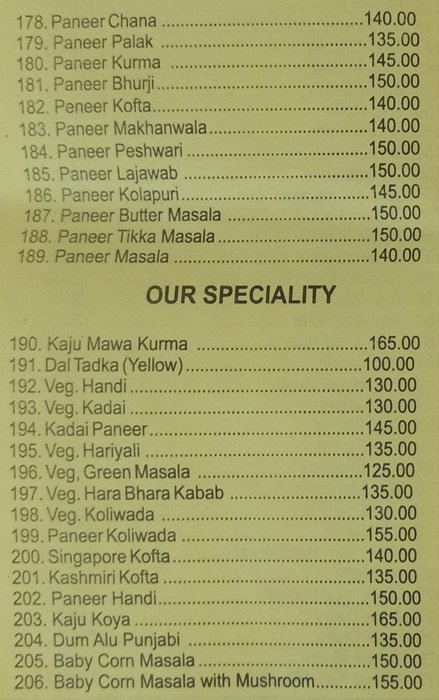 178. Paneer Chana ..........................140.00
179. Paneer Palak ..........................135.00
180. Paneer Kurma ..........................145.00
181. Paneer Bhurji..........................150.00
182. Peneer Kofta..........................140.00
183. Paneer Makhanwala..........................140.00
184. Paneer Peshwari ..........................150.00
185. Paneer Lajawab ..........................150.00
186. Paneer Kolapuri..........................145.00
187. Paneer Butter Masala ..........................150.00
188. Paneer Tikka Masala..........................150.00
189. Paneer Masala ..........................140.00
OUR SPECIALITY
190. Kaju Mawa Kurma ..........................165.00
191. Dal Tadka (Yellow)..........................100.00
192. Veg. Handi ..........................130.00
193. Veg. Kadai ..........................130.00
194. Kadai Paneer..........................145.00
195. Veg. Hariyali ..........................135.00
196. Veg, Green Masala ..........................125.00
197. Veg. Hara Bhara Kabab ..........................135.00
198. Veg. Koliwada ..........................130.00
199. Paneer Koliwada ..........................155.00
200. Singapore Kofta..........................140.00
201. Kashmiri Kofta ..........................135.00
202. Paneer Handi..........................150.00
203. Kaju Koya ..........................165.00
204. Dum Alu Punjabi ..........................135.00
205. Baby Corn Masala..........................150.00
206. Baby Corn Masala with Mushroom..........155.00